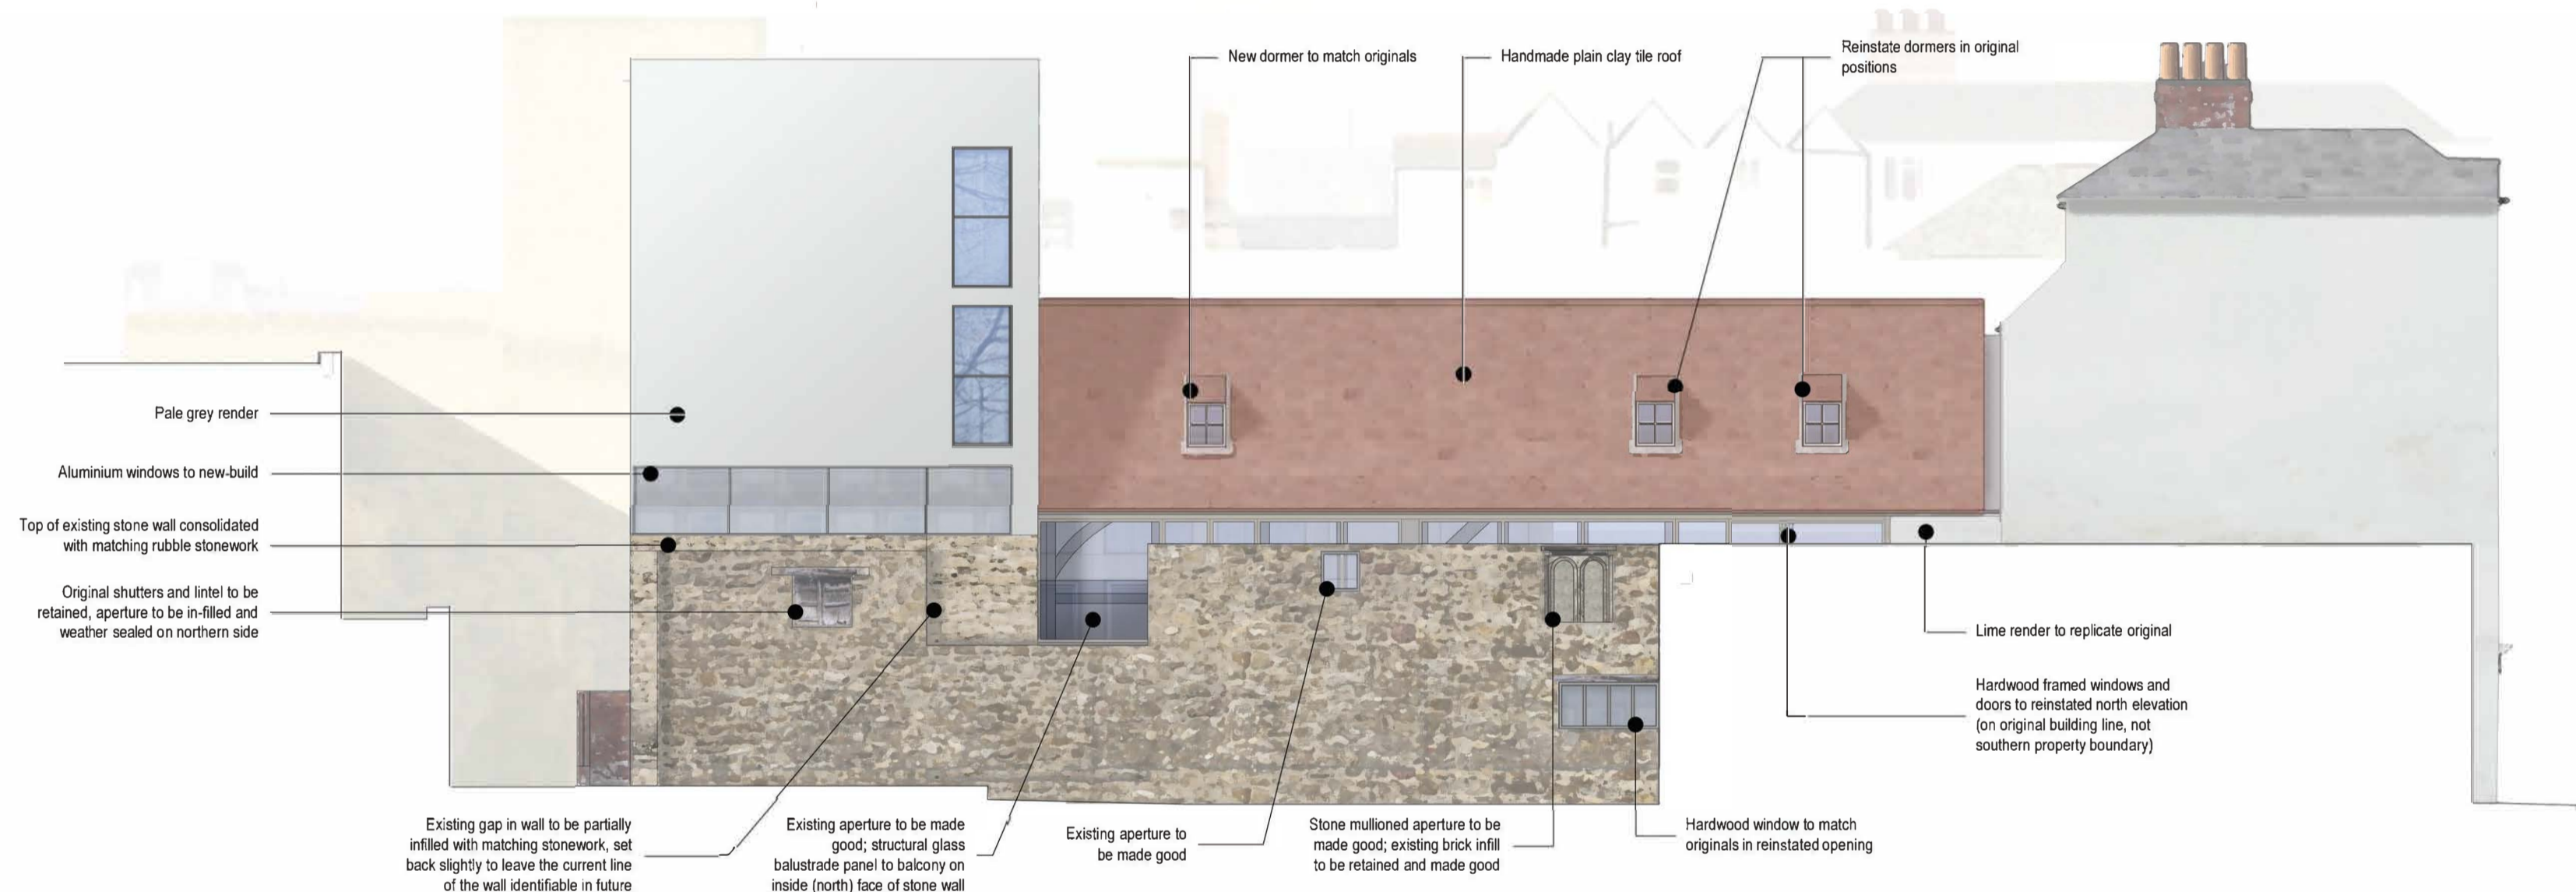 New dormer to match originals
Handmade plain clay tile roof
Reinstate dormers in original
positions
Pale grey render
Aluminium windows to new-build
Top of existing stone wall consolidated
with matching rubble stonework
Original shutters and lintel to be
retained, aperture to be in-filled and
weather sealed on northern side
Lime render to replicate original
Hardwood framed windows and
doors to reinstated north elevation
(on original building line, not
southern property boundary)
Existing gap in wall to be partially
infilled with matching stonework, set
back slightly to leave the current line
of the wall identifiable in future
Existing aperture to be made
good; structural glass
balustrade panel to balcony on
inside (north) face of stone wall
Existing aperture to
be made good
Stone mullioned aperture to be
made good; existing brick infill
to be retained and made good
Hardwood window to match
originals in reinstated opening